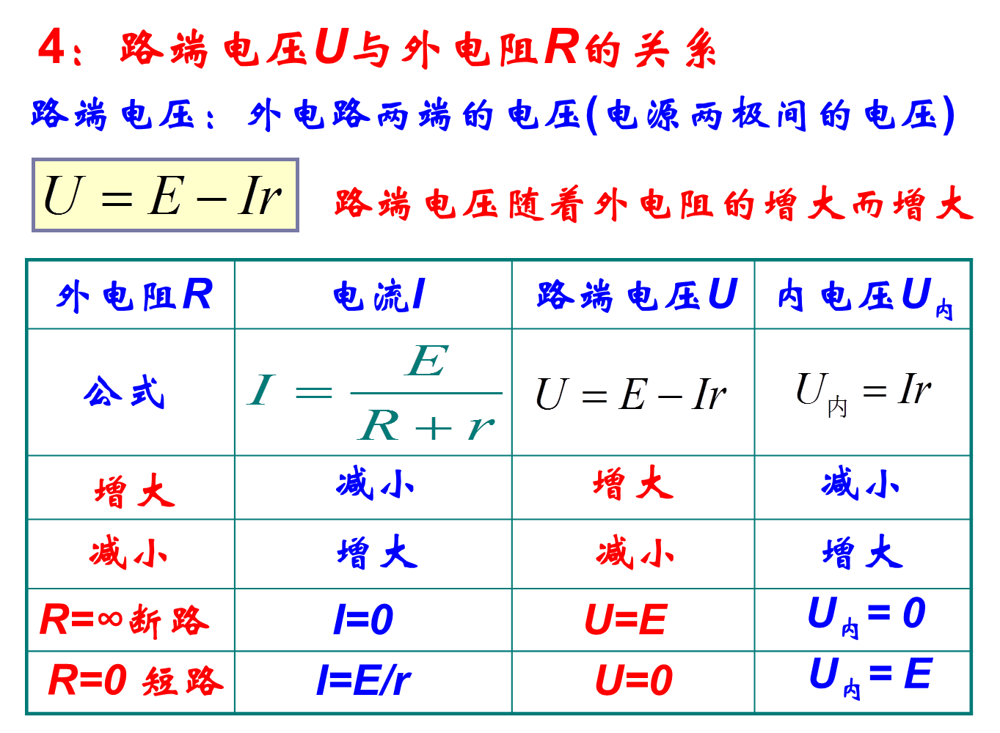 4：路端电压U与外电阻R的关系
路端电压：外电路两端的电压(电源两极间的电压)
U = E − Ir
路端电压随着外电阻的增大而增大
外电阻R 电流I 路端电压U 内电压U内
公式 I = E/(R + r) U = E − Ir U内 = Ir
增大 减小 增大 减小
减小 增大 减小 增大
R=∞断路 I=0 U=E U内= 0
R=0 短路 I=E/r U=0 U内= E